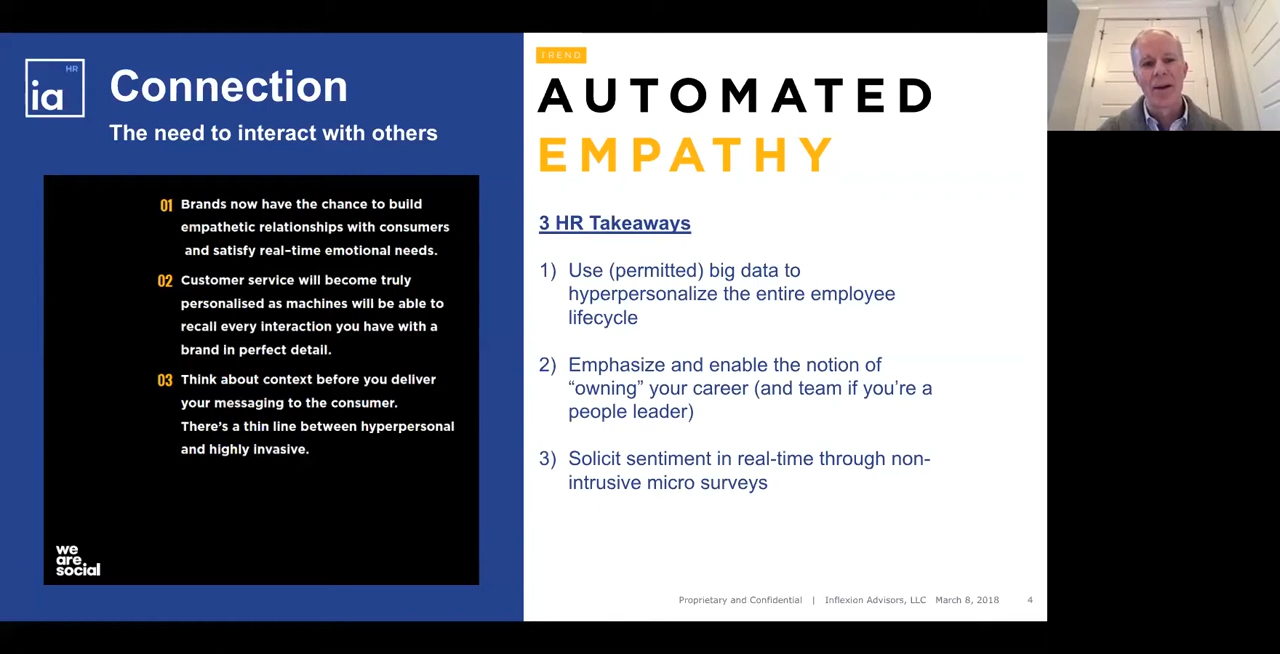 HR
ia
Connection
The need to interact with others
01 Brands now have the chance to build
empathetic relationships with consumers
and satisfy real-time emotional needs.
02 Customer service will become truly
personalised as machines will be able to
recall every interaction you have with a
brand in perfect detail.
03 Think about context before you deliver
your messaging to the consumer.
There's a thin line between hyperpersonal
and highly invasive.
we
are
social
TREND
AUTOMATED
EMPATHY
3 HR Takeaways
1) Use (permitted) big data to
hyperpersonalize the entire employee
lifecycle
2) Emphasize and enable the notion of
“owning” your career (and team if you’re a
people leader)
3) Solicit sentiment in real-time through non-
intrusive micro surveys
Proprietary and Confidential | Inflexion Advisors, LLC March 8, 2018 4